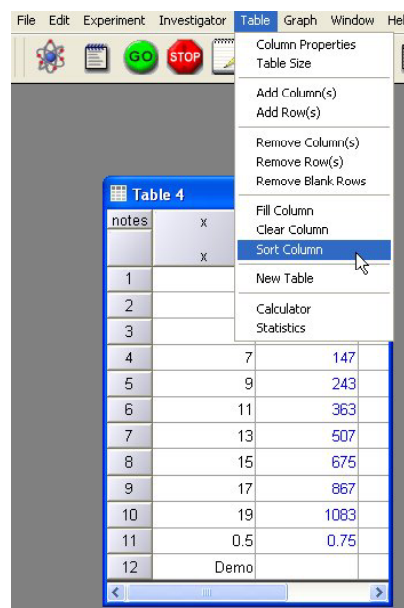 File Edit Experiment Investigator Table Graph Window Hel
GO STOP
Column Properties
Table Size
Add Column(s)
Add Row(s)
Remove Column(s)
Remove Row(s)
Remove Blank Rows
Fill Column
Clear Column
Sort Column
New Table
Calculator
Statistics
Table 4
notes x
x
1
2
3
4 7 147
5 9 243
6 11 363
7 13 507
8 15 675
9 17 867
10 19 1083
11 0.5 0.75
12 Demo